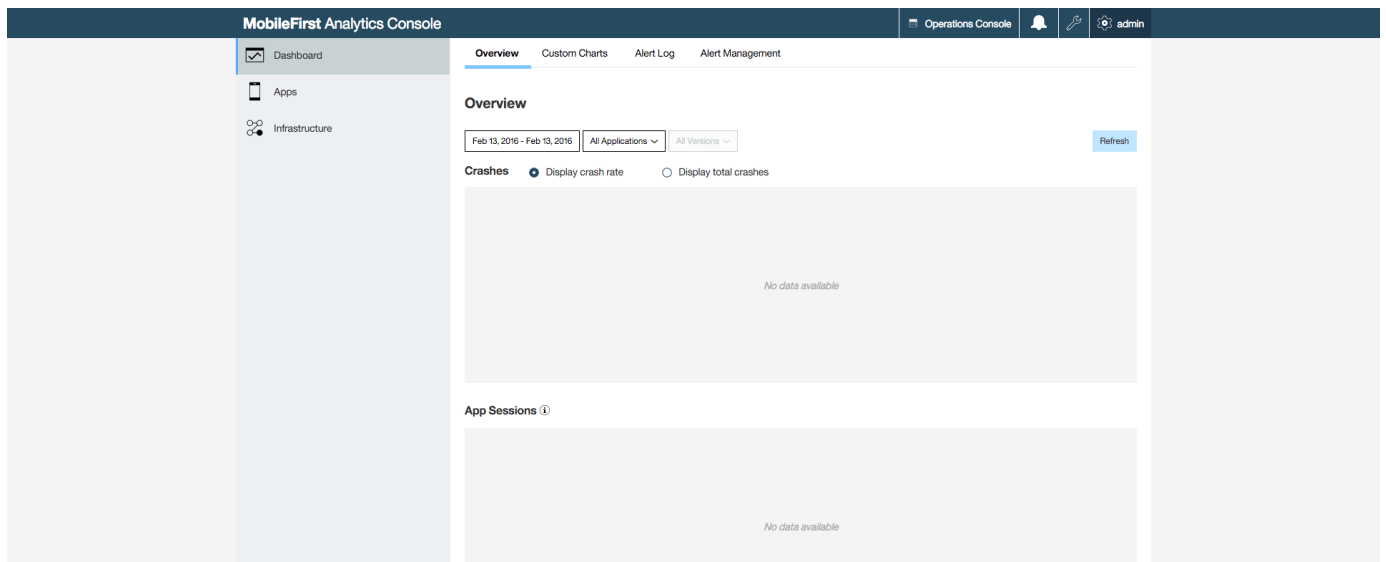 MobileFirst Analytics Console
Operations Console
admin
Dashboard
Apps
Infrastructure
Overview Custom Charts Alert Log Alert Management
Overview
Feb 13, 2016 - Feb 13, 2016 All Applications All Versions Refresh
Crashes Display crash rate Display total crashes
No data available
App Sessions
No data available